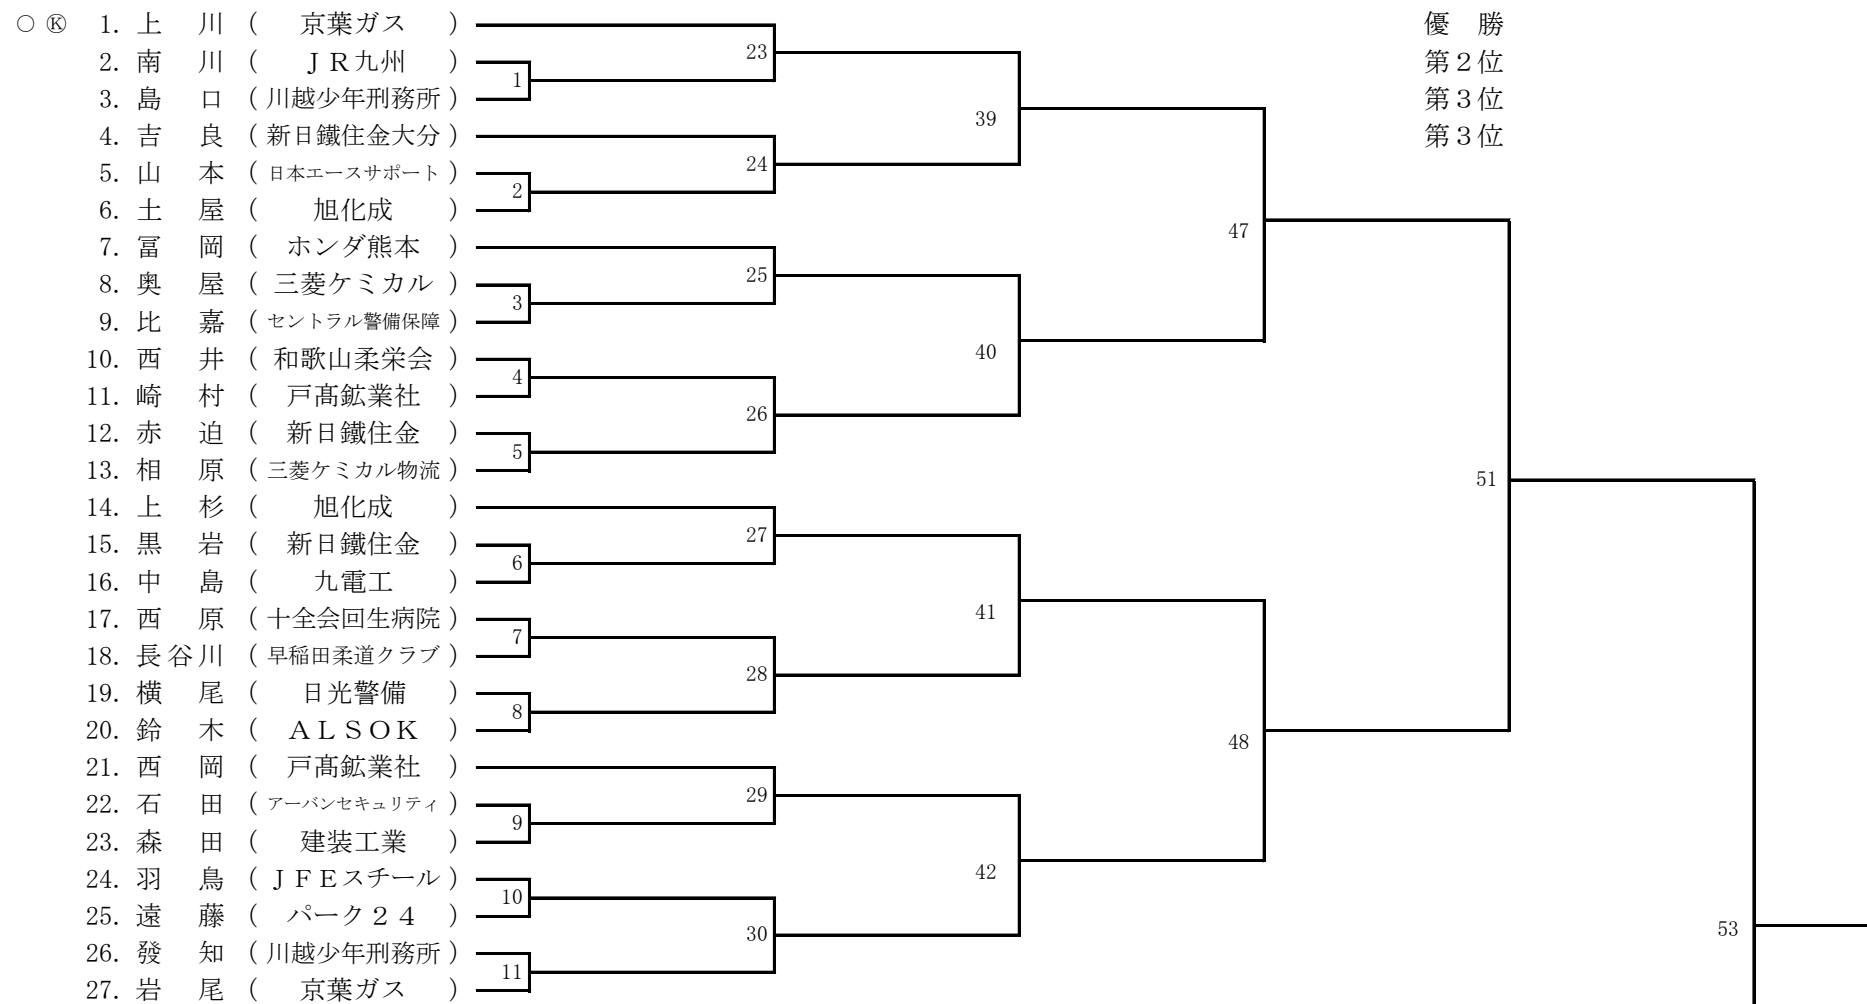 ○ Ⓚ 1. 上 川 ( 京葉ガス ) 優 勝
2. 南 川 ( ＪＲ九州 ) 23 第２位
1
3. 島 口 ( 川越少年刑務所 ) 第３位
39
4. 吉 良 ( 新日鐵住金大分 ) 第３位
24
5. 山 本 ( 日本エースサポート )
2
6. 土 屋 ( 旭化成 )
47
7. 冨 岡 ( ホンダ熊本 )
25
8. 奥 屋 ( 三菱ケミカル )
3
9. 比 嘉 ( セントラル警備保障 )
40
10. 西 井 ( 和歌山柔栄会 )
4
11. 崎 村 ( 戸髙鉱業社 )
26
12. 赤 迫 ( 新日鐵住金 )
5
13. 相 原 ( 三菱ケミカル物流 )
51
14. 上 杉 ( 旭化成 )
27
15. 黒 岩 ( 新日鐵住金 )
6
16. 中 島 ( 九電工 )
41
17. 西 原 ( 十全会回生病院 )
7
18. 長谷川 ( 早稲田柔道クラブ )
28
19. 横 尾 ( 日光警備 )
8
20. 鈴 木 ( ＡＬＳＯＫ )
48
21. 西 岡 ( 戸髙鉱業社 )
29
22. 石 田 ( アーバンセキュリティ )
9
23. 森 田 ( 建装工業 )
42
24. 羽 鳥 ( ＪＦＥスチール )
10
25. 遠 藤 ( パーク２４ )
30 53
26. 發 知 ( 川越少年刑務所 )
11
27. 岩 尾 ( 京葉ガス )